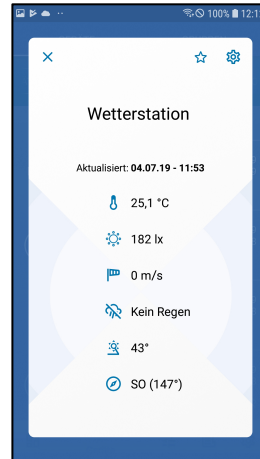 100% 12:12
Wetterstation
Aktualisiert: 04.07.19 - 11:53
25,1 °C
182 lx
0 m/s
Kein Regen
43°
SO (147°)